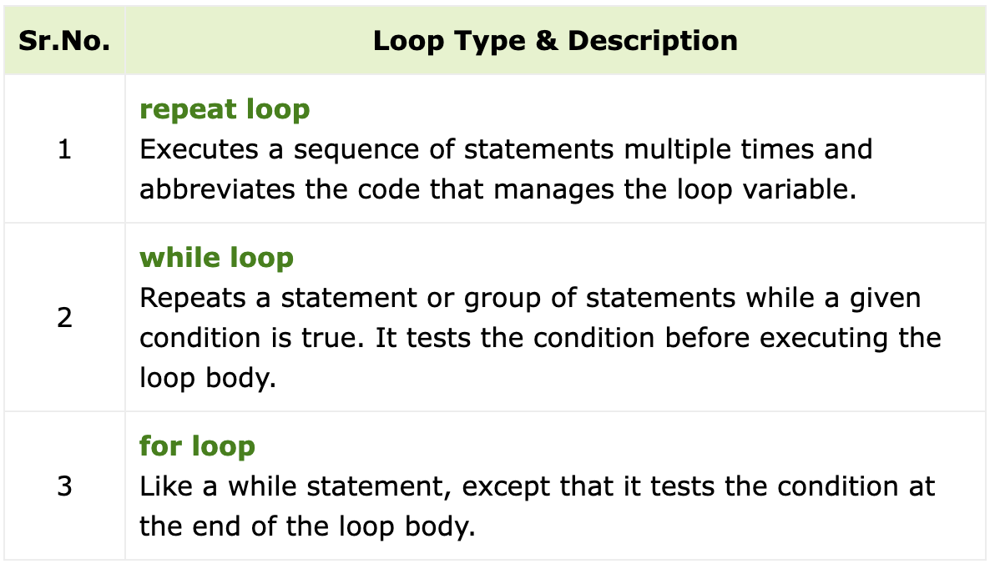 Sr.No. Loop Type & Description
repeat loop
1
Executes a sequence of statements multiple times and
abbreviates the code that manages the loop variable.
while loop
2
Repeats a statement or group of statements while a given
condition is true. It tests the condition before executing the
loop body.
for loop
3
Like a while statement, except that it tests the condition at
the end of the loop body.